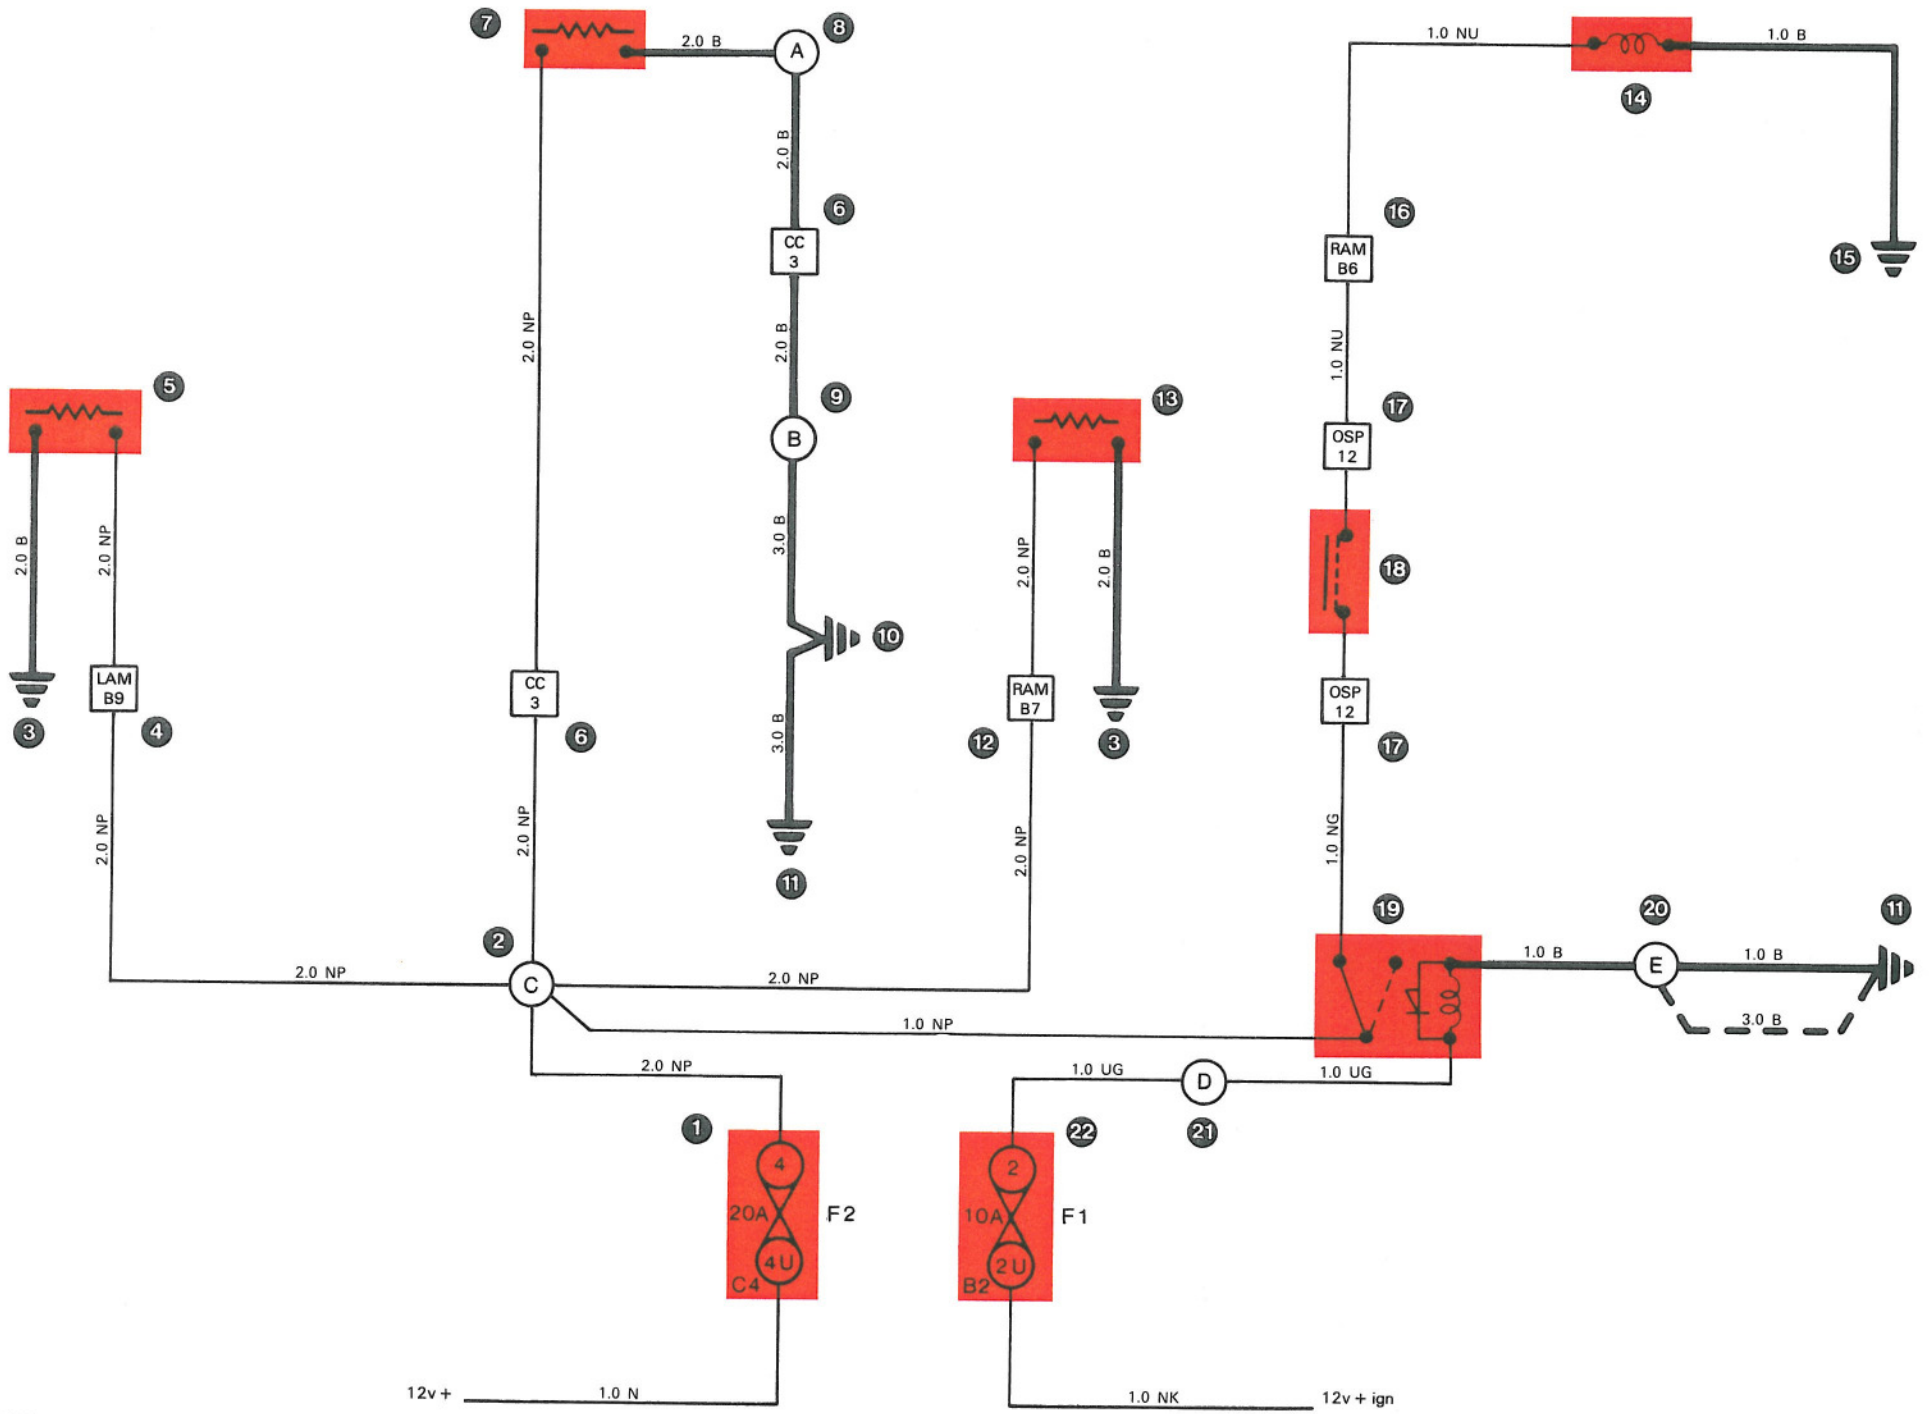 7
2.0 B
A
8
1.0 NU
1.0 B
14
2.0 B
6
CC
3
16
RAM
B6
15
2.0 NP
2.0 B
1.0 NU
5
9
B
13
17
OSP
12
2.0 B
2.0 NP
3.0 B
2.0 NP
2.0 B
18
10
LAM
B9
CC
3
RAM
B7
OSP
12
3
4
6
12
3
17
2.0 NP
2.0 NP
3.0 B
2.0 NP
1.0 NG
11
19
20
11
2
2.0 NP
C
2.0 NP
1.0 B
E
1.0 B
1.0 NP
3.0 B
2.0 NP
1.0 UG
D
1.0 UG
1
22
21
4
20A
F2
4U
C4
2
10A
F1
2U
B2
12v +
1.0 N
1.0 NK
12v + ign